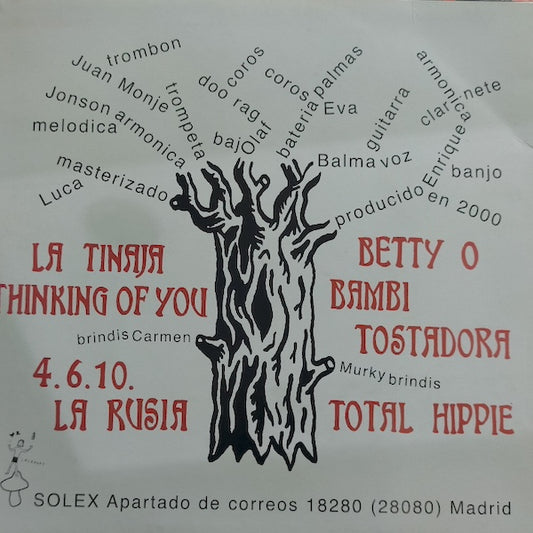 trombon
Juan Monje
trompeta
Jonson armonica
melodica
masterizado
Luca
doo rag
coros
bajo
Olaf
coros
bateria palmas
Eva
Balma voz
guitarra
armonica
clarinete
Enrique
banjo
producido en 2000
LA TINAJA
THINKING OF YOU
brindis Carmen
4.6.10.
LA RUSIA
BETTY O
BAMBI
TOSTADORA
Murky brindis
TOTAL HIPPIE
SOLEX Apartado de correos 18280 (28080) Madrid